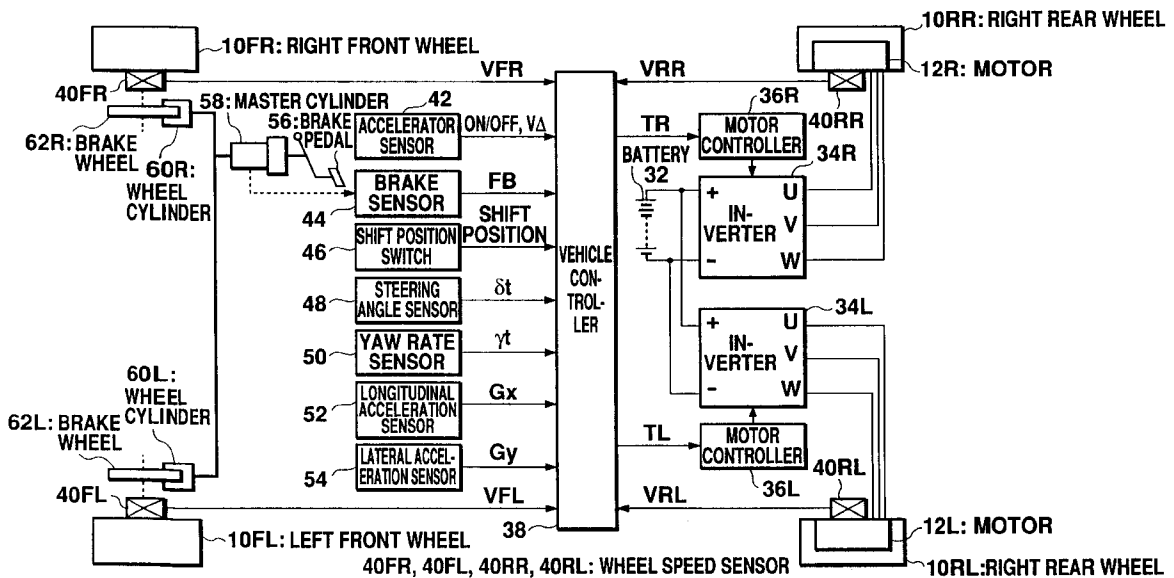 10FR: RIGHT FRONT WHEEL
10RR: RIGHT REAR WHEEL
12R: MOTOR
40FR
VFR
VRR
40RR
58: MASTER CYLINDER
56: BRAKE
PEDAL
42
ACCELERATOR
SENSOR
ON/OFF, VΔ
TR
36R
MOTOR
CONTROLLER
62R: BRAKE
WHEEL
60R:
WHEEL
CYLINDER
BATTERY
32
34R
44
BRAKE
SENSOR
FB
+
IN-
VERTER
-
U
V
W
46
SHIFT POSITION
SWITCH
SHIFT
POSITION
VEHICLE
CON-
TROL-
LER
48
STEERING
ANGLE SENSOR
δt
34L
50
YAW RATE
SENSOR
γt
+
IN-
VERTER
-
U
V
W
60L:
WHEEL
CYLINDER
52
LONGITUDINAL
ACCELERATION
SENSOR
Gx
62L: BRAKE
WHEEL
54
LATERAL ACCEL-
ERATION SENSOR
Gy
TL
MOTOR
CONTROLLER
36L
40RL
40FL
VFL
38
VRL
12L: MOTOR
10FL: LEFT FRONT WHEEL
10RL:RIGHT REAR WHEEL
40FR, 40FL, 40RR, 40RL: WHEEL SPEED SENSOR